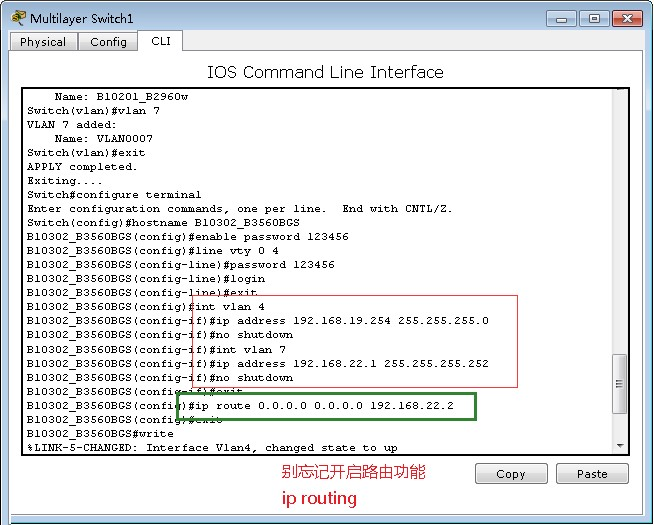 Multilayer Switch1
Physical Config CLI
IOS Command Line Interface
Name: B10201_B2960w
Switch(vlan)#vlan 7
VLAN 7 added:
Name: VLAN0007
Switch(vlan)#exit
APPLY completed.
Exiting....
Switch#configure terminal
Enter configuration commands, one per line.  End with CNTL/Z.
Switch(config)#hostname B10302_B3560BGS
B10302_B3560BGS(config)#enable password 123456
B10302_B3560BGS(config)#line vty 0 4
B10302_B3560BGS(config-line)#password 123456
B10302_B3560BGS(config-line)#login
B10302_B3560BGS(config-line)#exit
B10302_B3560BGS(config)#int vlan 4
B10302_B3560BGS(config-if)#ip address 192.168.19.254 255.255.255.0
B10302_B3560BGS(config-if)#no shutdown
B10302_B3560BGS(config-if)#int vlan 7
B10302_B3560BGS(config-if)#ip address 192.168.22.1 255.255.255.252
B10302_B3560BGS(config-if)#no shutdown
B10302_B3560BGS(config-if)#exit
B10302_B3560BGS(config)#ip route 0.0.0.0 0.0.0.0 192.168.22.2
B10302_B3560BGS(config)#exit
B10302_B3560BGS#write
%LINK-5-CHANGED: Interface Vlan4, changed state to up
别忘记开启路由功能
Copy Paste
ip routing